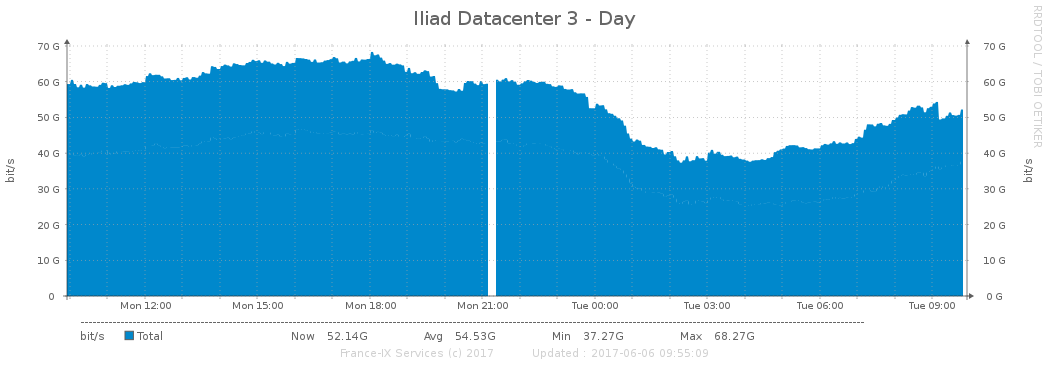 Iliad Datacenter 3 - Day
RRDTOOL / TOBI OETIKER
70 G 70 G
60 G 60 G
50 G 50 G
40 G 40 G
30 G 30 G
20 G 20 G
10 G 10 G
0 0 G
bit/s bit/s
Mon 12:00 Mon 15:00 Mon 18:00 Mon 21:00 Tue 00:00 Tue 03:00 Tue 06:00 Tue 09:00
bit/s Total Now 52.14G Avg 54.53G Min 37.27G Max 68.27G
France-IX Services (c) 2017 Updated : 2017-06-06 09:55:09